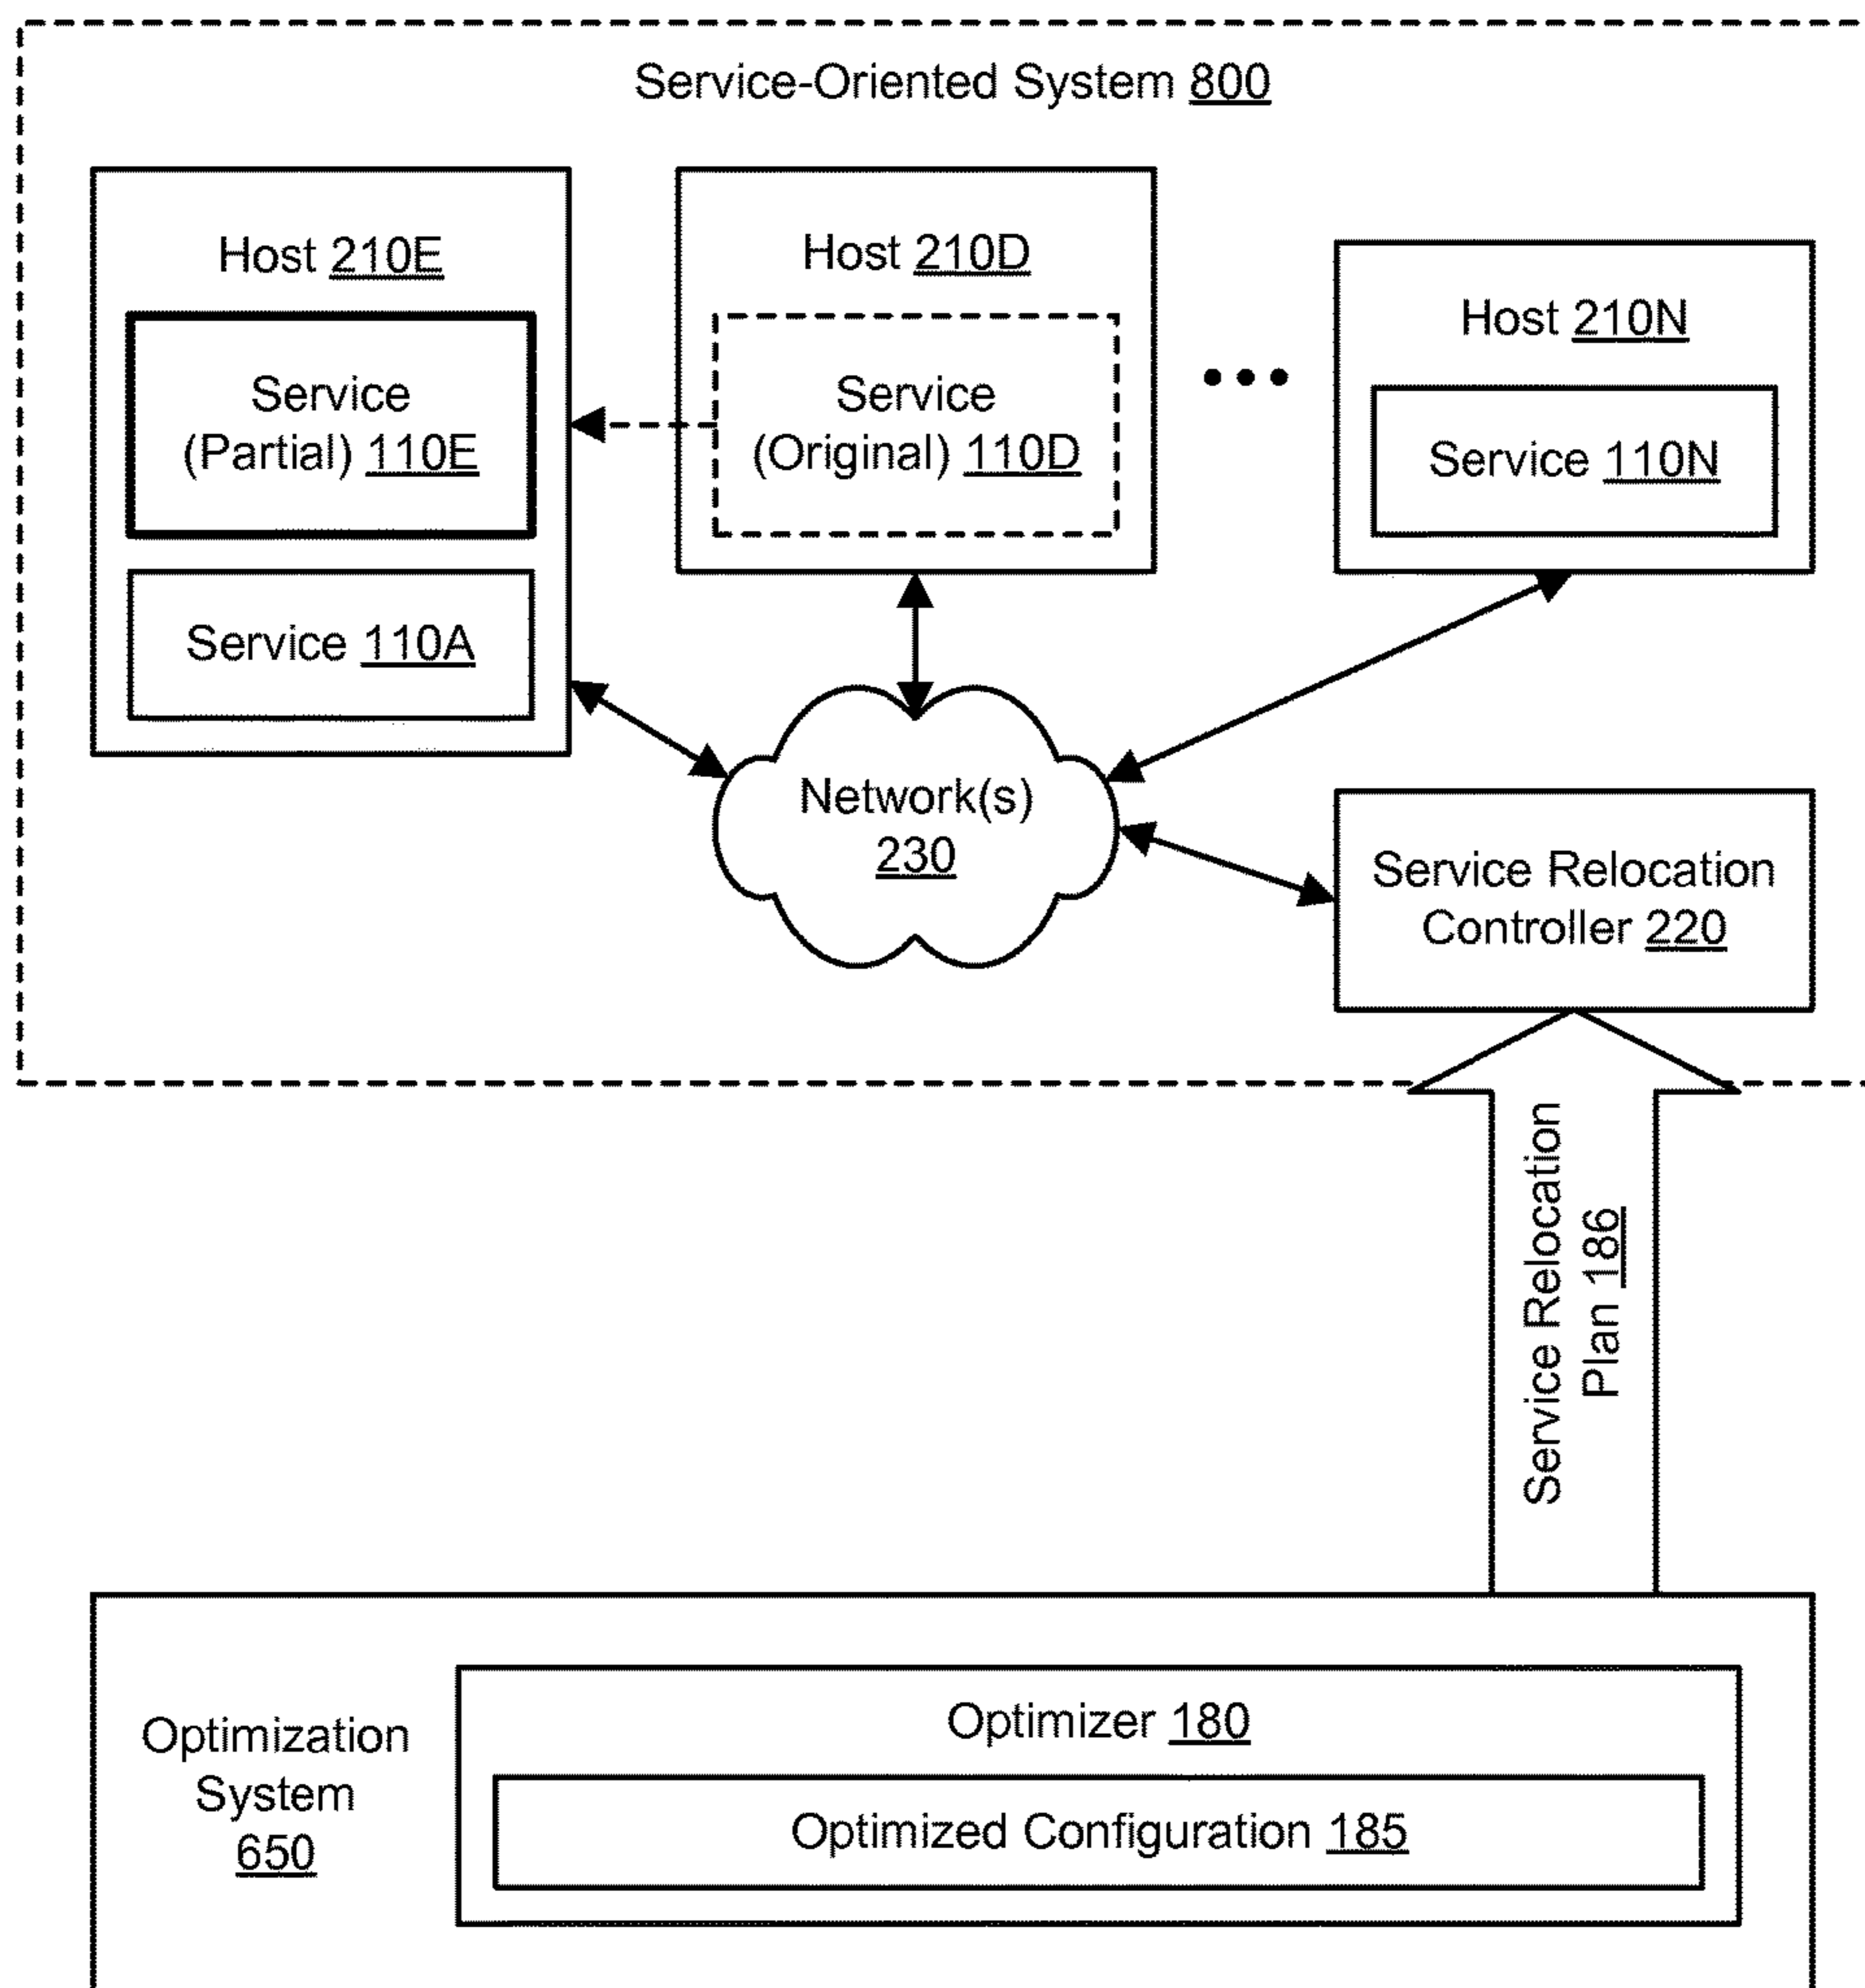 Service-Oriented System 800
Host 210E
Service
(Partial) 110E
Service 110A
Host 210D
Service
(Original) 110D
Host 210N
Service 110N
Network(s)
230
Service Relocation
Controller 220
Service Relocation
Plan 186
Optimization
System
650
Optimizer 180
Optimized Configuration 185